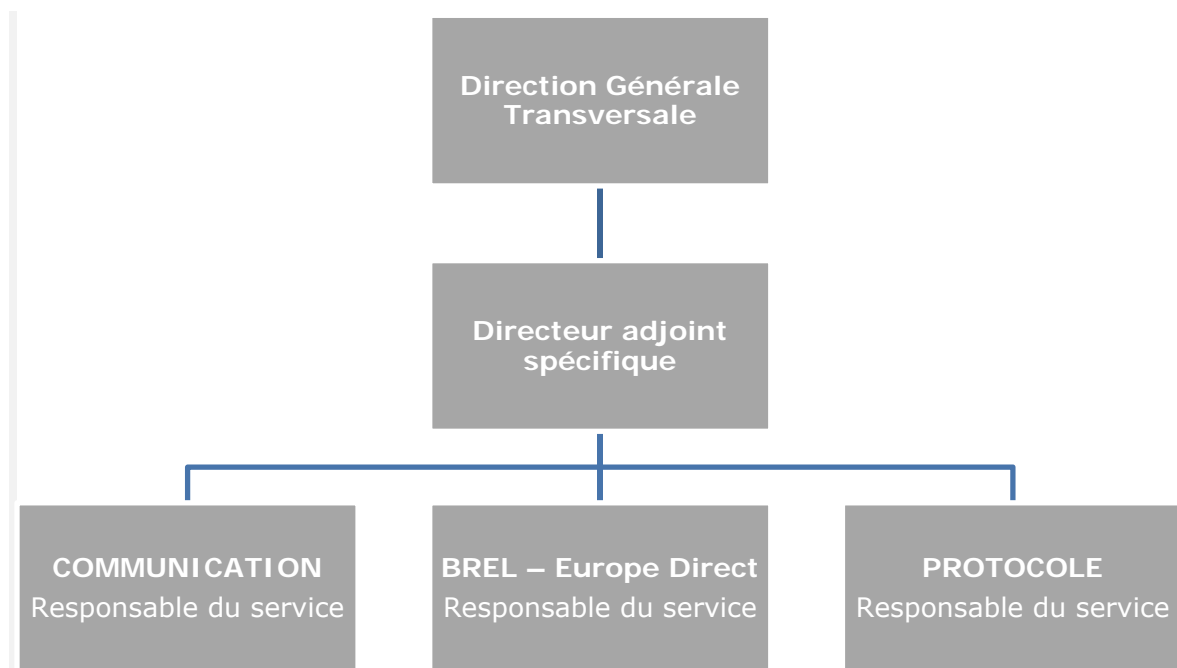 Direction Générale
Transversale
Directeur adjoint
spécifique
COMMUNICATION
Responsable du service
BREL – Europe Direct
Responsable du service
PROTOCOLE
Responsable du service